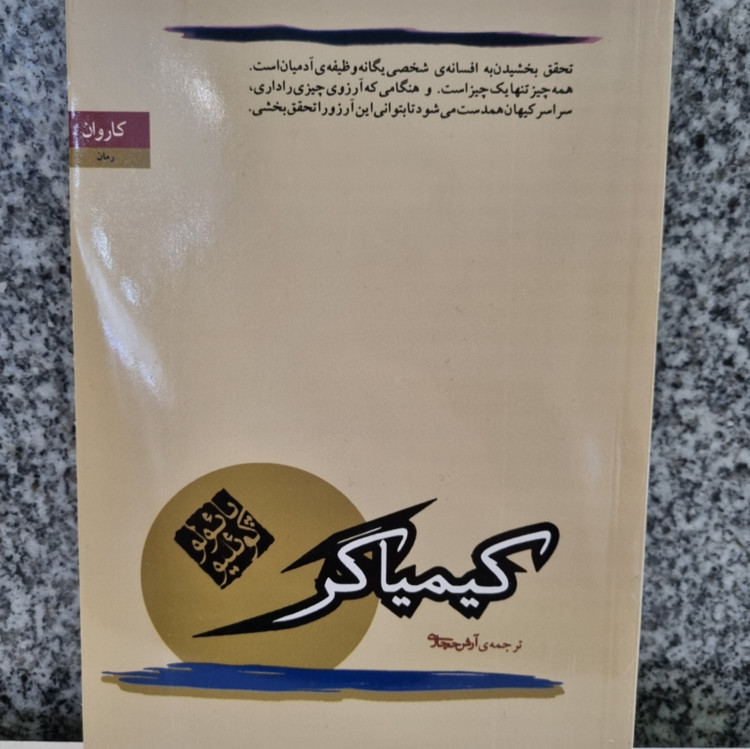 تحقق بخشیدن به افسانه‌ی شخصی یگانه وظیفه‌ی آدمیان است.
همه چیز تنها یک چیز است. و هنگامی که آرزوی چیزی را داری،
سراسر کیهان همدست می‌شود تا بتوانی این آرزو را تحقق بخشی.
کاروان
رمان
پائولو
کوئلیو
کیمیاگر
ترجمه‌ی آرش حجازی